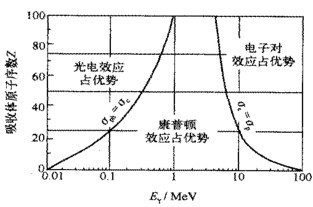 吸收体原子序数Z
100
80
60
40
20
0
光电效应
占优势
电子对
效应占优势
康普顿
效应占优势
σph = σc
σc = σp
0.01
0.1
1
10
100
Eγ / MeV